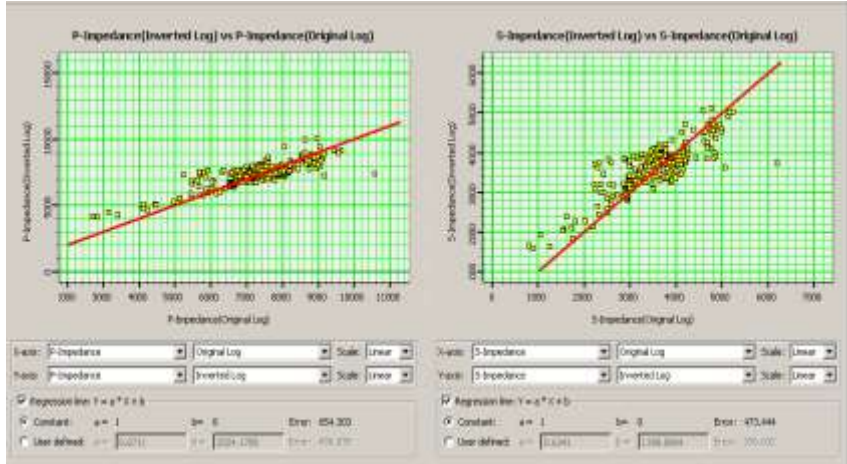 P-Impedance(Inverted Log) vs P-Impedance(Original Log)
P-Impedance(Inverted Log)
15000
10000
5000
0
2000 3000 4000 5000 6000 7000 8000 9000 10000 11000
P-Impedance(Original Log)
X-axis: P-Impedance Original Log Scale: Linear
Y-axis: P-Impedance Inverted Log Scale: Linear
Regression line: Y = a * X + b
Constant: a = 1 b= 0 Error:
User defined:
S-Impedance(Inverted Log) vs S-Impedance(Original Log)
S-Impedance(Inverted Log)
6000
5000
4000
3000
2000
0 1000 2000 3000 4000 5000 6000 7000
S-Impedance(Original Log)
X-axis: S-Impedance Original Log Scale: Linear
Y-axis: S-Impedance Inverted Log Scale: Linear
Regression line: Y = a * X + b
Constant: a = 1 b= 0 Error: 473.444
User defined: